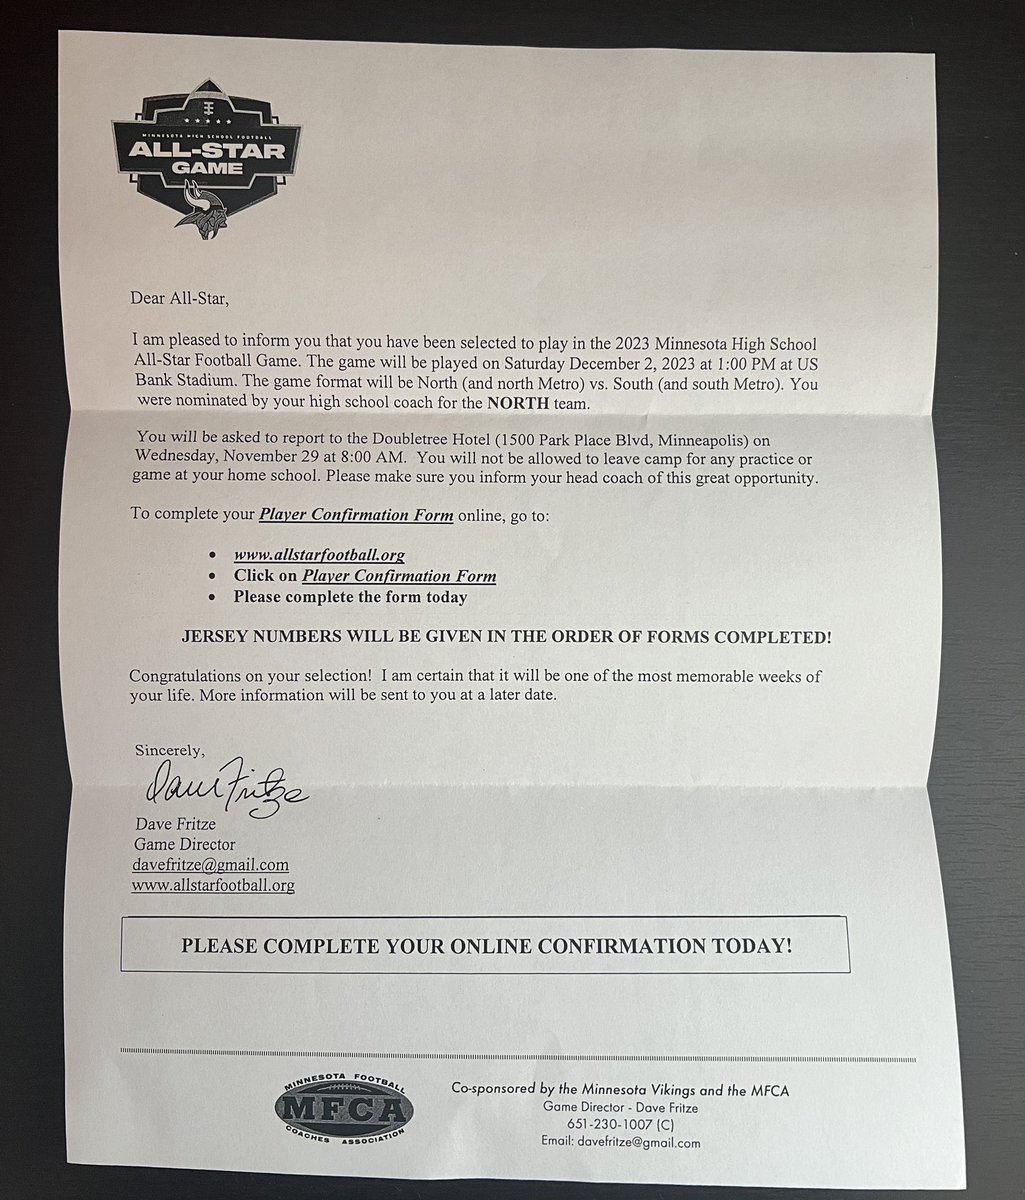 MINNESOTA HIGH SCHOOL FOOTBALL
ALL-STAR
GAME
Dear All-Star,
I am pleased to inform you that you have been selected to play in the 2023 Minnesota High School
All-Star Football Game. The game will be played on Saturday December 2, 2023 at 1:00 PM at US
Bank Stadium. The game format will be North (and north Metro) vs. South (and south Metro). You
were nominated by your high school coach for the NORTH team.
You will be asked to report to the Doubletree Hotel (1500 Park Place Blvd, Minneapolis) on
Wednesday, November 29 at 8:00 AM. You will not be allowed to leave camp for any practice or
game at your home school. Please make sure you inform your head coach of this great opportunity.
To complete your Player Confirmation Form online, go to:
• www.allstarfootball.org
• Click on Player Confirmation Form
• Please complete the form today
JERSEY NUMBERS WILL BE GIVEN IN THE ORDER OF FORMS COMPLETED!
Congratulations on your selection! I am certain that it will be one of the most memorable weeks of
your life. More information will be sent to you at a later date.
Sincerely,
Dave Fritze
Dave Fritze
Game Director
davefritze@gmail.com
www.allstarfootball.org
PLEASE COMPLETE YOUR ONLINE CONFIRMATION TODAY!
MINNESOTA FOOTBALL
MFCA
COACHES ASSOCIATION
Co-sponsored by the Minnesota Vikings and the MFCA
Game Director - Dave Fritze
651-230-1007 (C)
Email: davefritze@gmail.com